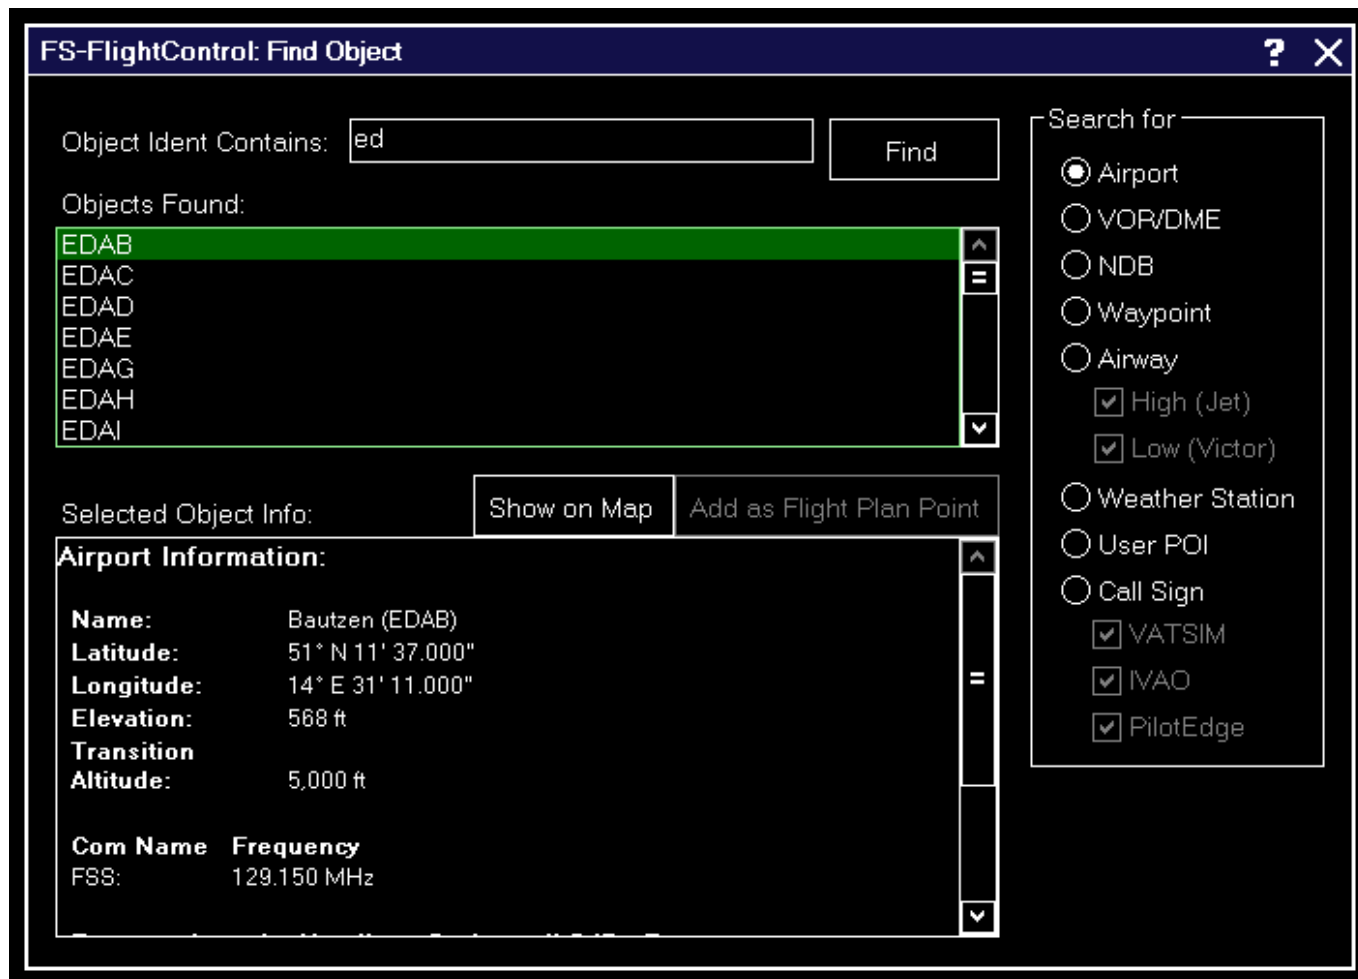 FS-FlightControl: Find Object
Object Ident Contains: ed
Find
Objects Found:
EDAB
EDAC
EDAD
EDAE
EDAG
EDAH
EDAI
Selected Object Info:
Show on Map
Add as Flight Plan Point
Airport Information:
Name: Bautzen (EDAB)
Latitude: 51° N 11' 37.000"
Longitude: 14° E 31' 11.000"
Elevation: 568 ft
Transition
Altitude: 5,000 ft
Com Name Frequency
FSS: 129.150 MHz
Search for
Airport
VOR/DME
NDB
Waypoint
Airway
High (Jet)
Low (Victor)
Weather Station
User POI
Call Sign
VATSIM
IVAO
PilotEdge